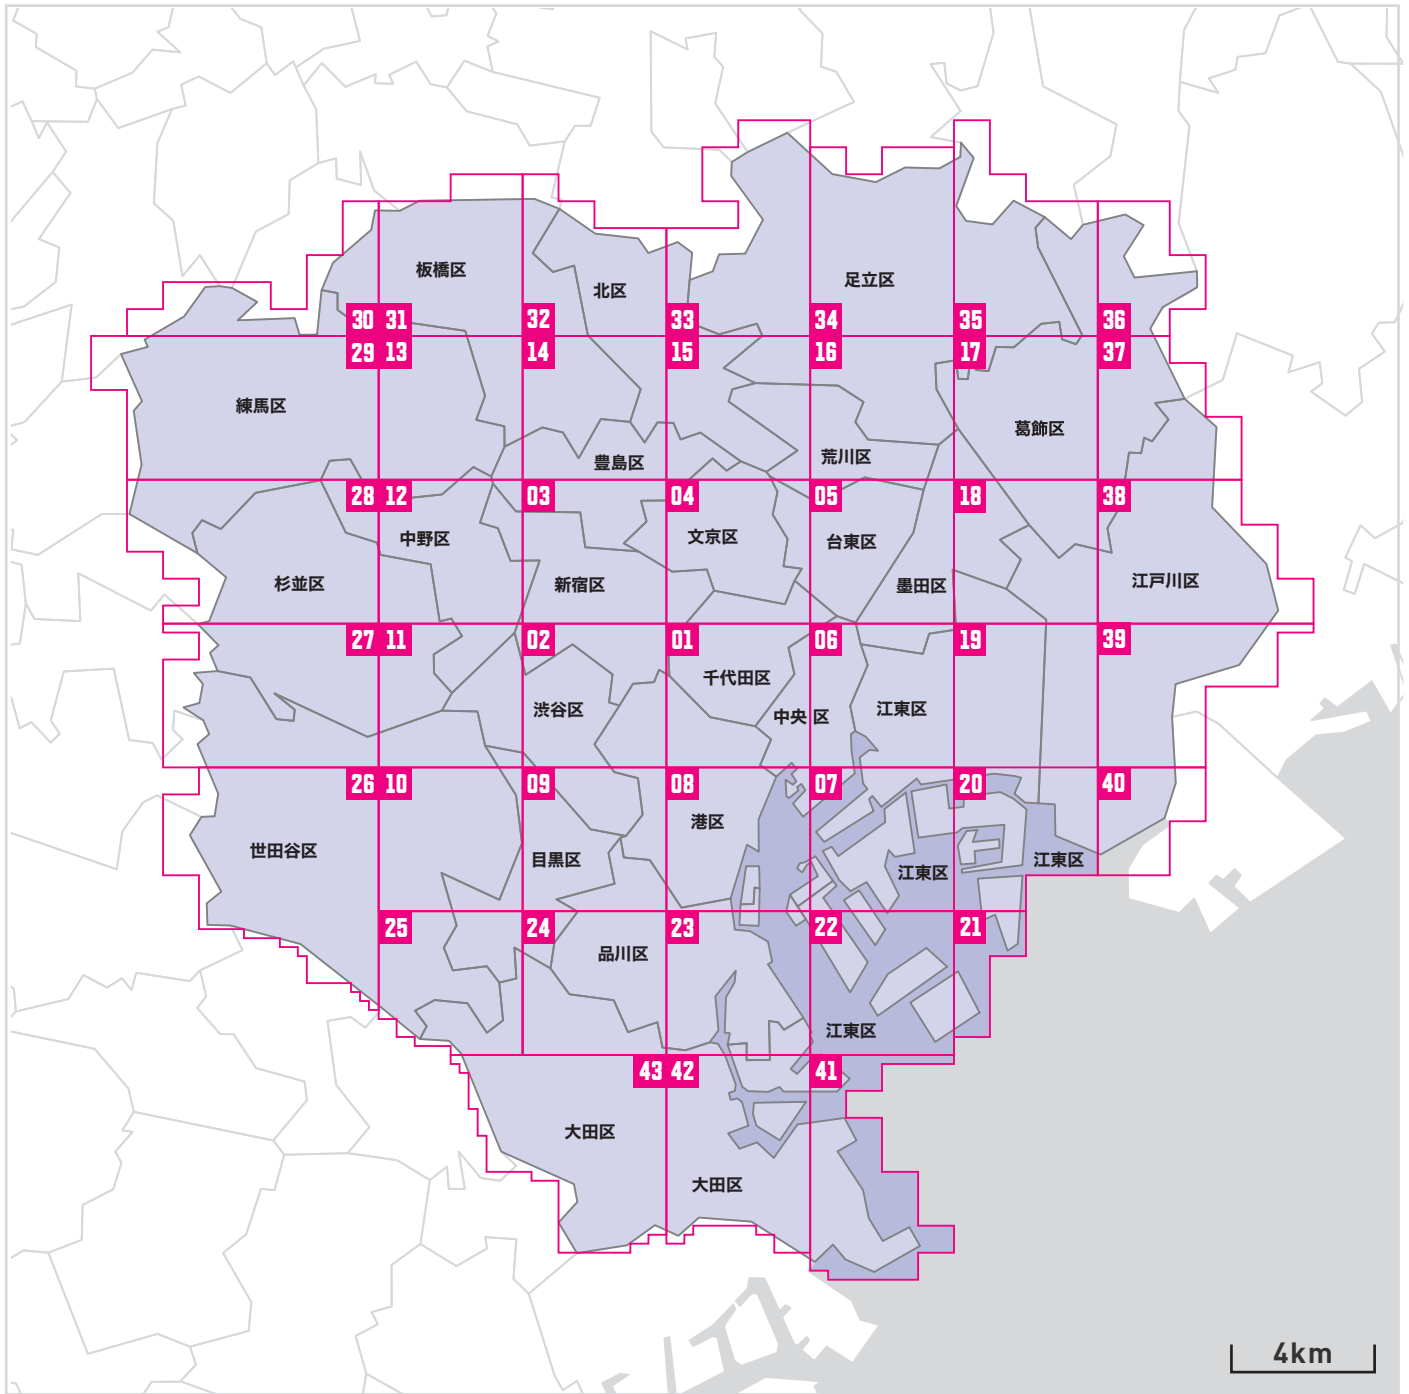 板橋区
北区
足立区
30 31 32 33 34 35 36
29 13 14 15 16 17 37
練馬区
葛飾区
荒川区
豊島区
28 12 03 04 05 18 38
中野区
文京区
台東区
杉並区
新宿区
墨田区
江戸川区
27 11 02 01 06 19 39
千代田区
渋谷区
中央 区
江東区
26 10 09 08 07 20 40
港区
世田谷区
目黒区
江東区
江東区
25 24 23 22 21
品川区
江東区
43 42 41
大田区
大田区
4km